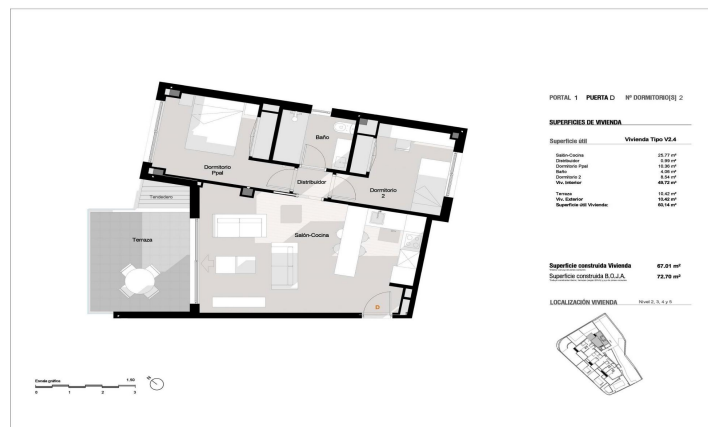 PORTAL 1 PUERTA D Nº DORMITORIO[S] 2
SUPERFICIES DE VIVIENDA
Superficie útil Vivienda Tipo V2.4
Salón-Cocina 25.77 m²
Distribuidor 0.99 m²
Dormitorio Ppal 10.36 m²
Baño 4.06 m²
Dormitorio 2 8.54 m²
Viv. Interior 49.72 m²
Terraza 10.42 m²
Viv. Exterior 10.42 m²
Superficie útil Vivienda: 60,14 m²
Superficie construida Vivienda 67.01 m²
Superficie construida B.O.J.A. 72.70 m²
LOCALIZACIÓN VIVIENDA Nivel 2, 3, 4 y 5
Baño
Dormitorio
Ppal
Distribuidor
Dormitorio
2
Tendedero
Terraza
Salón-Cocina
Escala gráfica 1.50
0 1 2 3
N